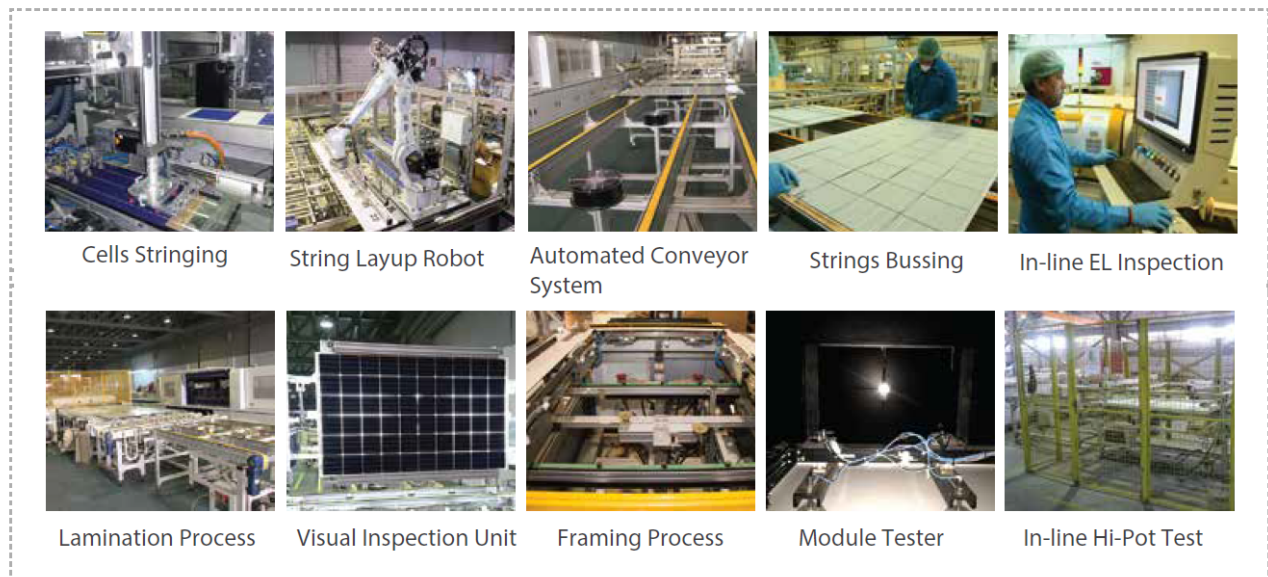 Cells Stringing
String Layup Robot
Automated Conveyor
System
Strings Bussing
In-line EL Inspection
Lamination Process
Visual Inspection Unit
Framing Process
Module Tester
In-line Hi-Pot Test